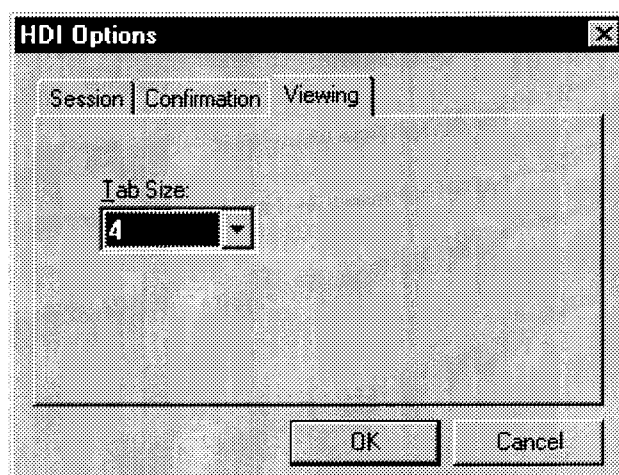 HDI Options
Session Confirmation Viewing
Tab Size:
4
OK Cancel